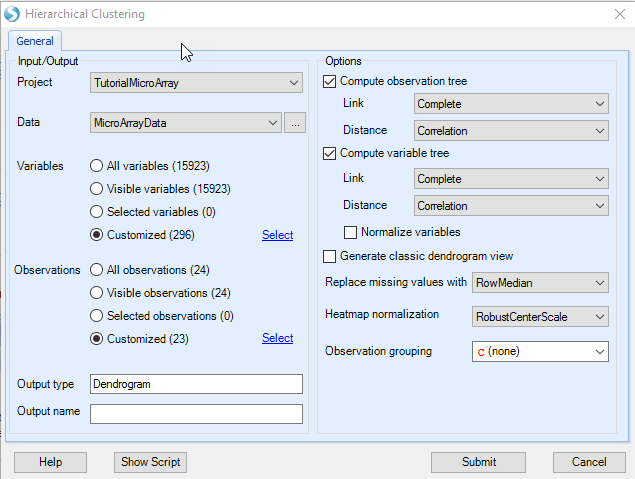 Hierarchical Clustering
General
Input/Output
Project TutorialMicroArray
Data MicroArrayData ...
Variables
All variables (15923)
Visible variables (15923)
Selected variables (0)
Customized (296) Select
Observations
All observations (24)
Visible observations (24)
Selected observations (0)
Customized (23) Select
Output type Dendrogram
Output name
Options
Compute observation tree
Link Complete
Distance Correlation
Compute variable tree
Link Complete
Distance Correlation
Normalize variables
Generate classic dendrogram view
Replace missing values with RowMedian
Heatmap normalization RobustCenterScale
Observation grouping C (none)
Help Show Script Submit Cancel